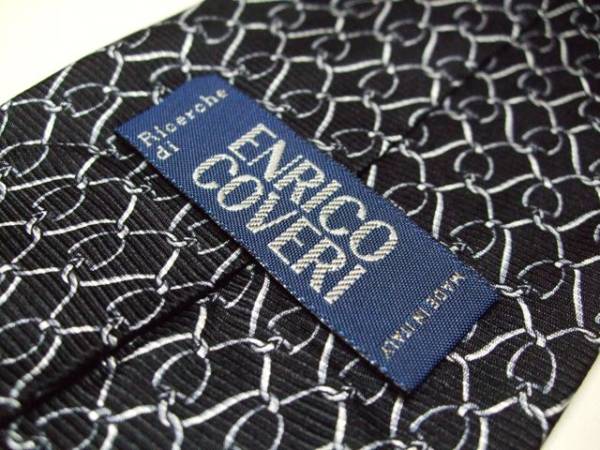 Ricerche
di
ENRICO
COVERI
MADE IN ITALY